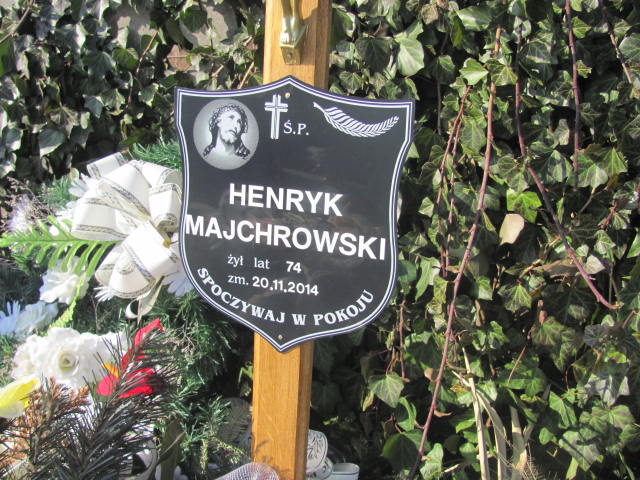 Ś.P.
HENRYK
MAJCHROWSKI
żył lat 74
zm. 20.11.2014
SPOCZYWAJ W POKOJU